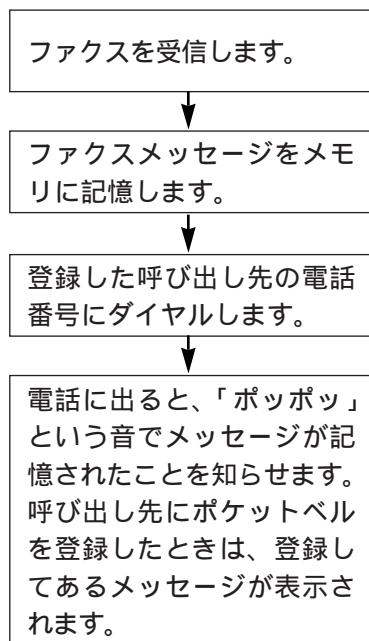 ファクスを受信します。
ファクスメッセージをメモ
リに記憶します。
登録した呼び出し先の電話
番号にダイヤルします。
電話に出ると、「ポッポッ」
という音でメッセージが記
憶されたことを知らせます。
呼び出し先にポケットベル
を登録したときは、登録し
てあるメッセージが表示さ
れます。